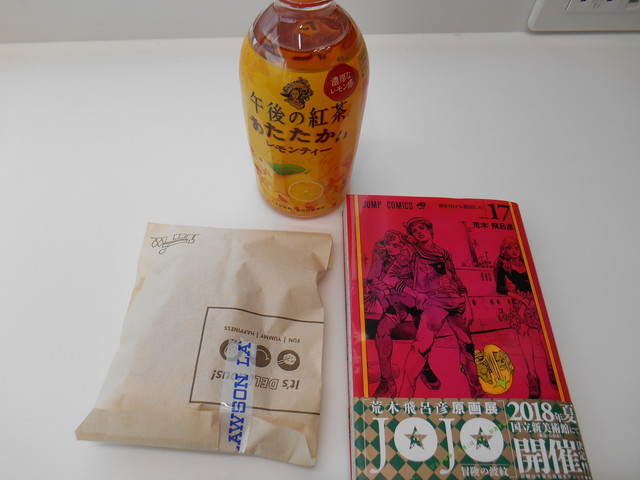 濃厚な
レモン感
午後の紅茶
あたたかい
レモンティー
JUMP COMICS
17
荒木 飛呂彦
荒木飛呂彦原画展
JOJO
冒険の波紋
2018年夏
国立新美術館にて
開催
FUN | YUMMY | HAPPINESS
It's DELICIOUS!
LAWSON LA